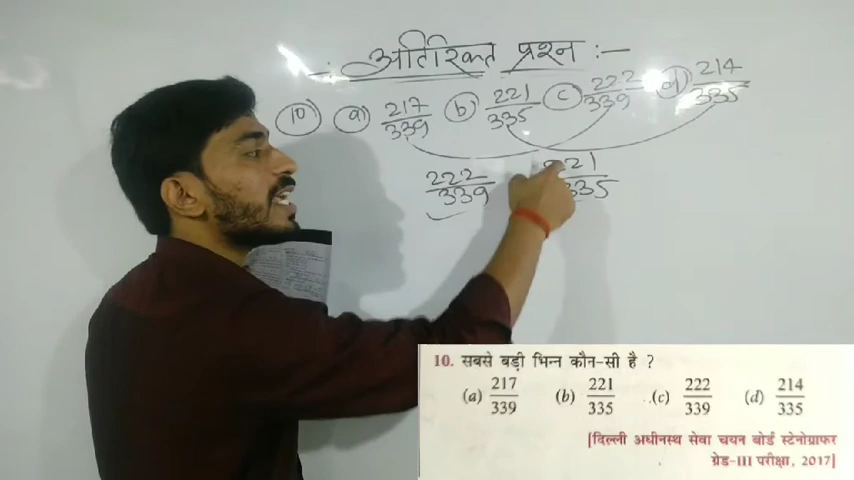 :- अतिरिक्त प्रश्न :-
10) a) 217/339 b) 221/335 c) 222/339 d) 214/335
222/339 221/335
10. सबसे बड़ी भिन्न कौन-सी है ?
(a) 217/339 (b) 221/335 (c) 222/339 (d) 214/335
[दिल्ली अधीनस्थ सेवा चयन बोर्ड स्टेनोग्राफर
ग्रेड-III परीक्षा, 2017]